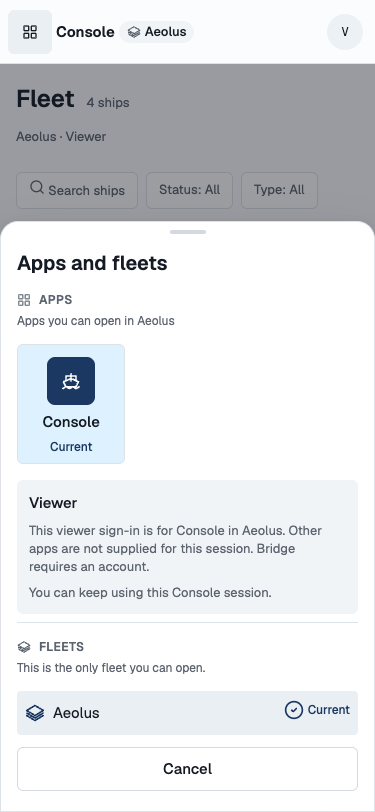 Console
Aeolus
V
Fleet 4 ships
Aeolus · Viewer
Search ships
Status: All
Type: All
Apps and fleets
APPS
Apps you can open in Aeolus
Console
Current
Viewer
This viewer sign-in is for Console in Aeolus. Other
apps are not supplied for this session. Bridge
requires an account.
You can keep using this Console session.
FLEETS
This is the only fleet you can open.
Aeolus
Current
Cancel